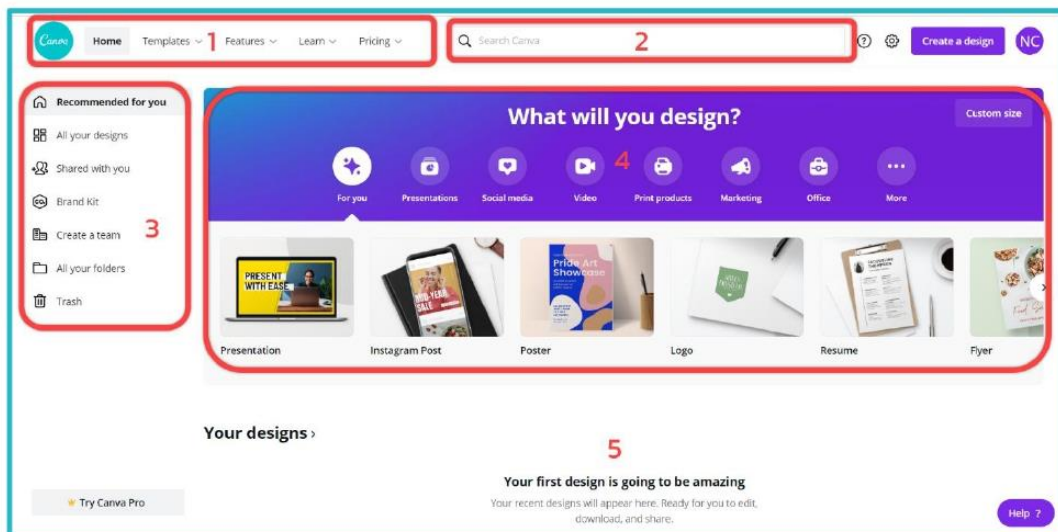 Canva
Home
Templates
Features
Learn
Pricing
1
Search Canva
2
Create a design
NC
Recommended for you
All your designs
Shared with you
Brand Kit
Create a team
All your folders
Trash
3
What will you design?
Custom size
4
For you
Presentations
Social media
Video
Print products
Marketing
Office
More
PRESENT
WITH EASE
MID-YEAR
SALE
Pride Art
Showcase
Presentation
Instagram Post
Poster
Logo
Resume
Flyer
Your designs ›
5
Your first design is going to be amazing
Your recent designs will appear here. Ready for you to edit,
download, and share.
Try Canva Pro
Help ?